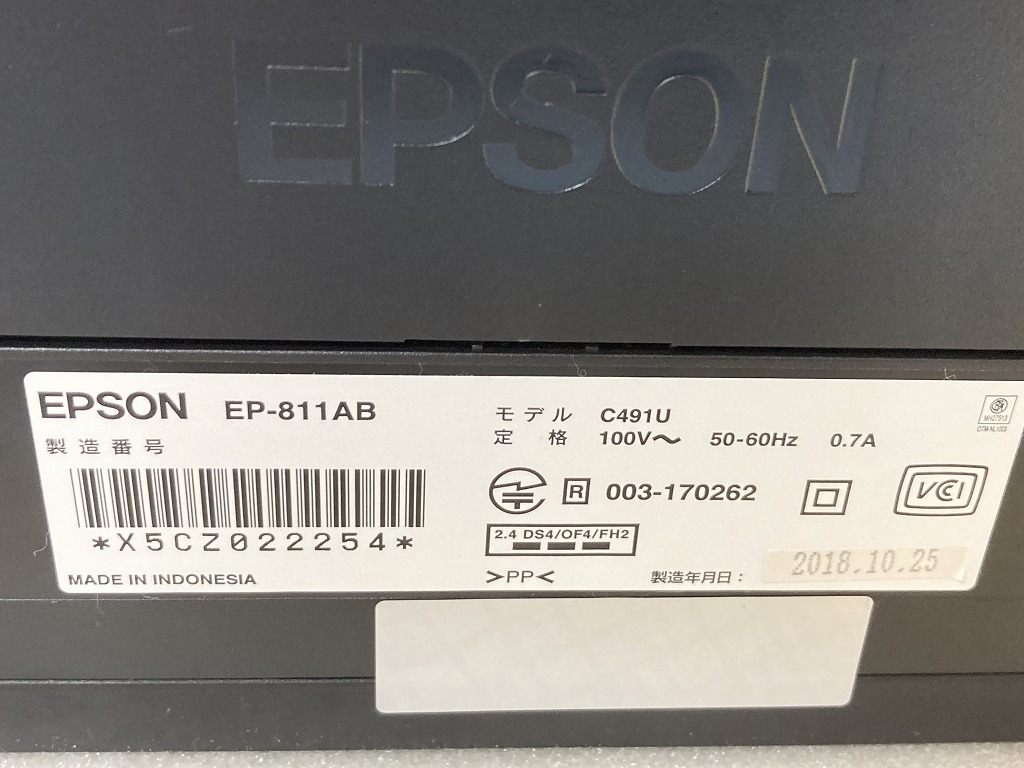 EPSON
EPSON EP-811AB
製造番号
*X5CZ022254*
MADE IN INDONESIA
モデル C491U
定格 100V～ 50-60Hz 0.7A
R 003-170262
VCCI
2.4 DS4/OF4/FH2
>PP<
製造年月日： 2018.10.25